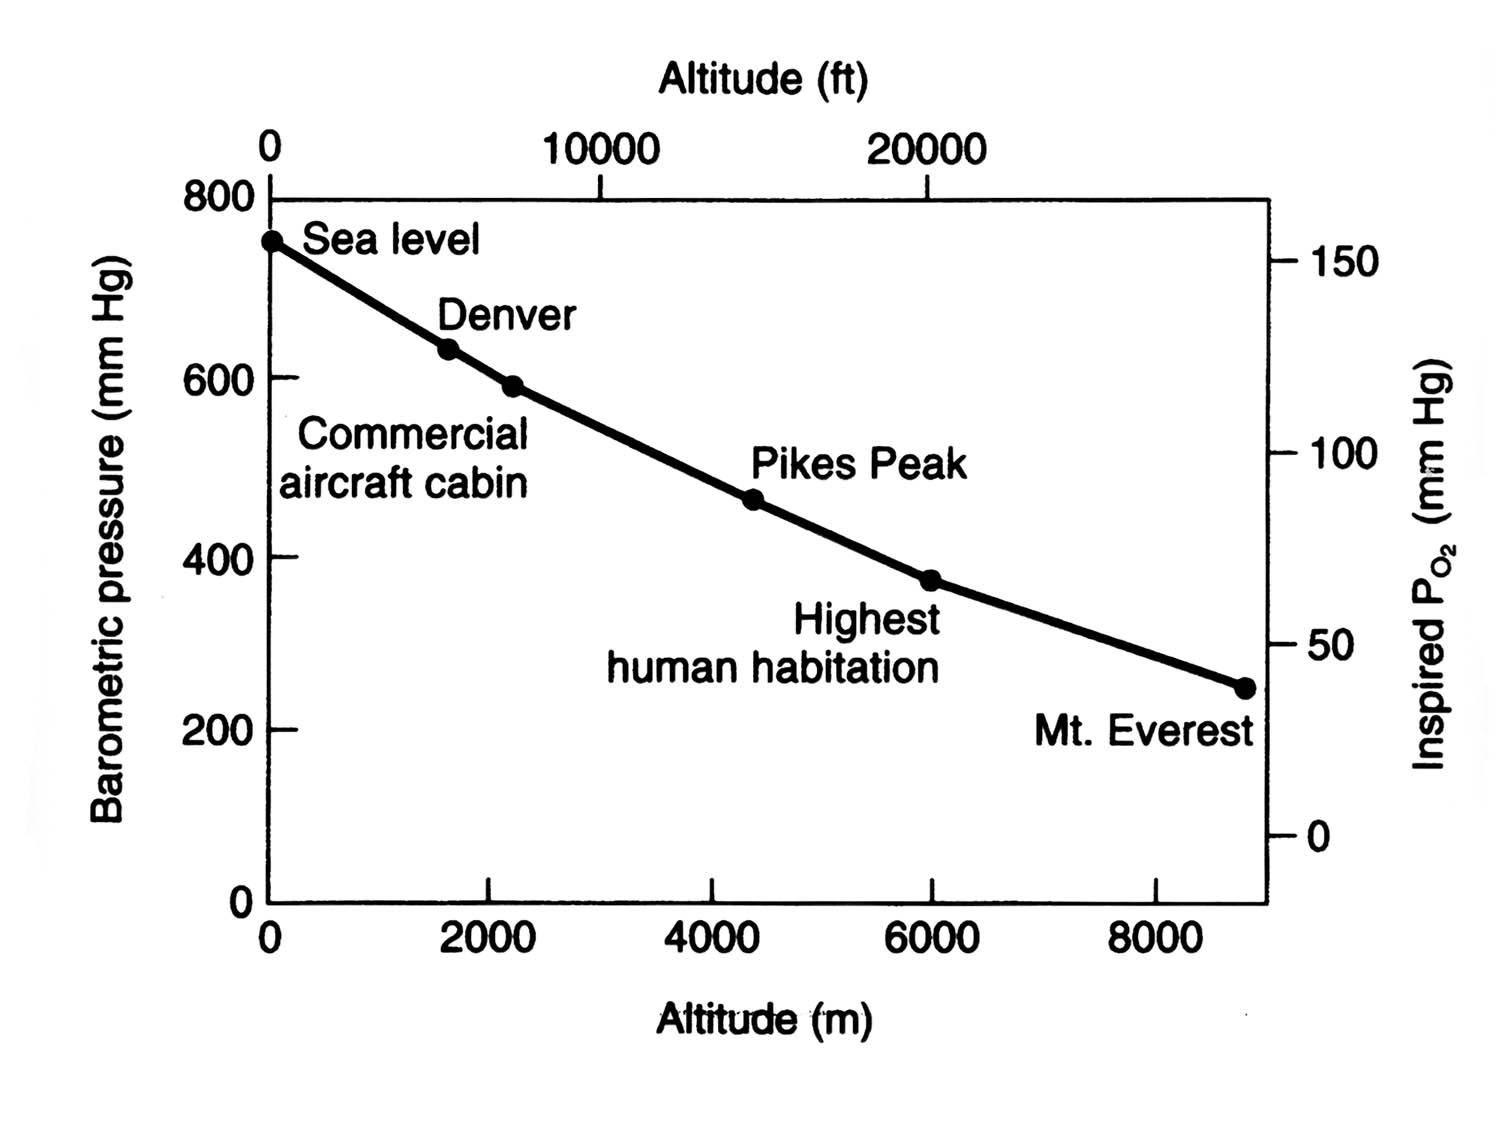 Altitude (ft)
0 10000 20000
800
600
400
200
0
Barometric pressure (mm Hg)
Sea level
Denver
Commercial
aircraft cabin
Pikes Peak
Highest
human habitation
Mt. Everest
150
100
50
0
Inspired PO2 (mm Hg)
0 2000 4000 6000 8000
Altitude (m)